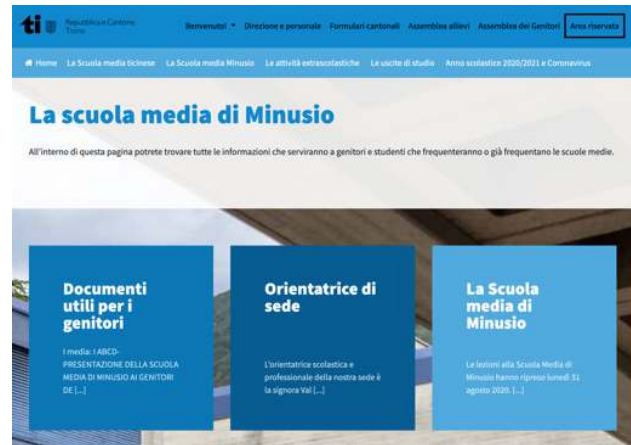 ti Repubblica e Cantone
Ticino
Benvenuto! Direzione e personale Formulari cantonali Assemblea allievi Assemblea dei Genitori Area riservata
Home La Scuola media ticinese La Scuola media Minusio Le attività extrascolastiche Le uscite di studio Anno scolastico 2020/2021 e Coronavirus
La scuola media di Minusio
All'interno di questa pagina potrete trovare tutte le informazioni che serviranno a genitori e studenti che frequenteranno o già frequentano le scuole medie.
Documenti
utili per i
genitori
I media: I ABCD-
PRESENTAZIONE DELLA SCUOLA
MEDIA DI MINUSIO AI GENITORI
DE [...]
Orientatrice di
sede
L'orientatrice scolastica e
professionale della nostra sede è
la signora Val [...]
La Scuola
media di
Minusio
Le lezioni alla Scuola Media di
Minusio hanno ripreso lunedì 31
agosto 2020. [...]